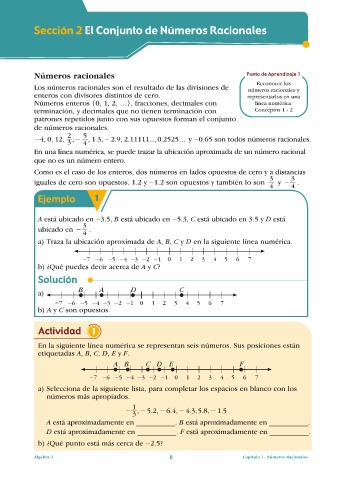 Sección 2 El Conjunto de Números Racionales
Números racionales
Punto de Aprendizaje 1
Reconocer los
números racionales y
representarlos en una
línea numérica.
Conceptos 1 - 2
Los números racionales son el resultado de las divisiones de
enteros con divisores distintos de cero.
Números enteros {0, 1, 2, ...}, fracciones, decimales con
terminación, y decimales que no tienen terminación con
patrones repetidos junto con sus opuestos forman el conjunto
de números racionales.
−4, 0, 12, 2/3, − 5/4, 1.3, − 2.9, 2.11111..., 0.2525... y −0.65 son todos números racionales.
En una línea numérica, se puede trazar la ubicación aproximada de un número racional
que no es un número entero.
Como es el caso de los enteros, dos números en lados opuestos de cero y a distancias
iguales de cero son opuestos. 1.2 y −1.2 son opuestos y también lo son 3/4 y − 3/4 .
Ejemplo 1
A está ubicado en −3.5, B está ubicado en −5.3, C está ubicado en 3.5 y D está
ubicado en − 3/4 .
a) Traza la ubicación aproximada de A, B, C y D en la siguiente línea numérica.
−7 −6 −5 −4 −3 −2 −1 0 1 2 3 4 5 6 7
b) ¿Qué puedes decir acerca de A y C?
Solución
a) B A D C
−7 −6 −5 −4 −3 −2 −1 0 1 2 3 4 5 6 7
b) A y C son opuestos.
Actividad 1
En la siguiente línea numérica se representan seis números. Sus posiciones están
etiquetadas A, B, C, D, E y F.
A B C D E F
−7 −6 −5 −4 −3 −2 −1 0 1 2 3 4 5 6 7
a) Selecciona de la siguiente lista, para completar los espacios en blanco con los
números más apropiados.
− 1/3, − 5.2, − 6.4, − 4.3, 5.8, − 1.5
A está aproximadamente en __________. B está aproximadamente en __________.
D está aproximadamente en __________. F está aproximadamente en __________.
b) ¿Qué punto está más cerca de −2.5?
Álgebra 1
6
Capítulo 1: Números Racionales